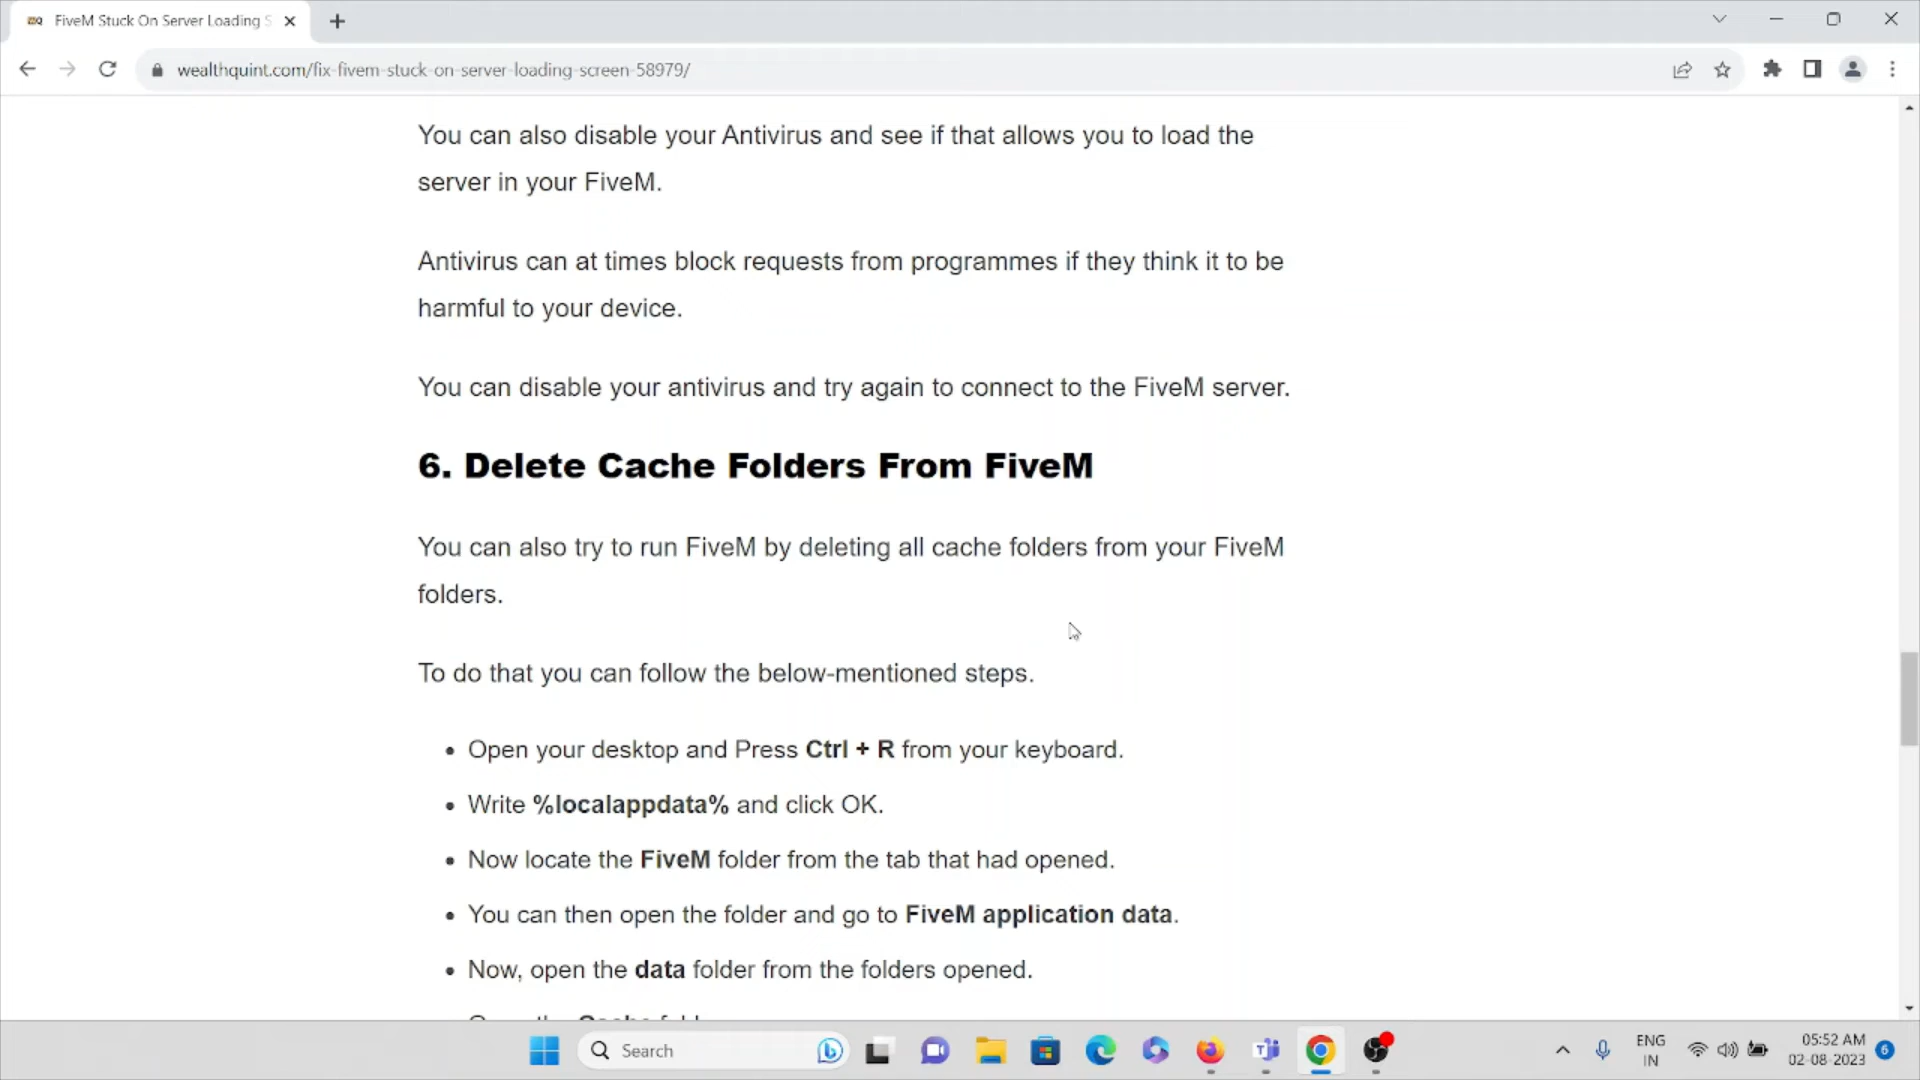 FiveM Stuck On Server Loading S
wealthquint.com/fix-fivem-stuck-on-server-loading-screen-58979/
You can also disable your Antivirus and see if that allows you to load the
server in your FiveM.
Antivirus can at times block requests from programmes if they think it to be
harmful to your device.
You can disable your antivirus and try again to connect to the FiveM server.
6. Delete Cache Folders From FiveM
You can also try to run FiveM by deleting all cache folders from your FiveM
folders.
To do that you can follow the below-mentioned steps.
• Open your desktop and Press Ctrl + R from your keyboard.
• Write %localappdata% and click OK.
• Now locate the FiveM folder from the tab that had opened.
• You can then open the folder and go to FiveM application data.
• Now, open the data folder from the folders opened.
Search
ENG
IN
05:52 AM
02-08-2023
6